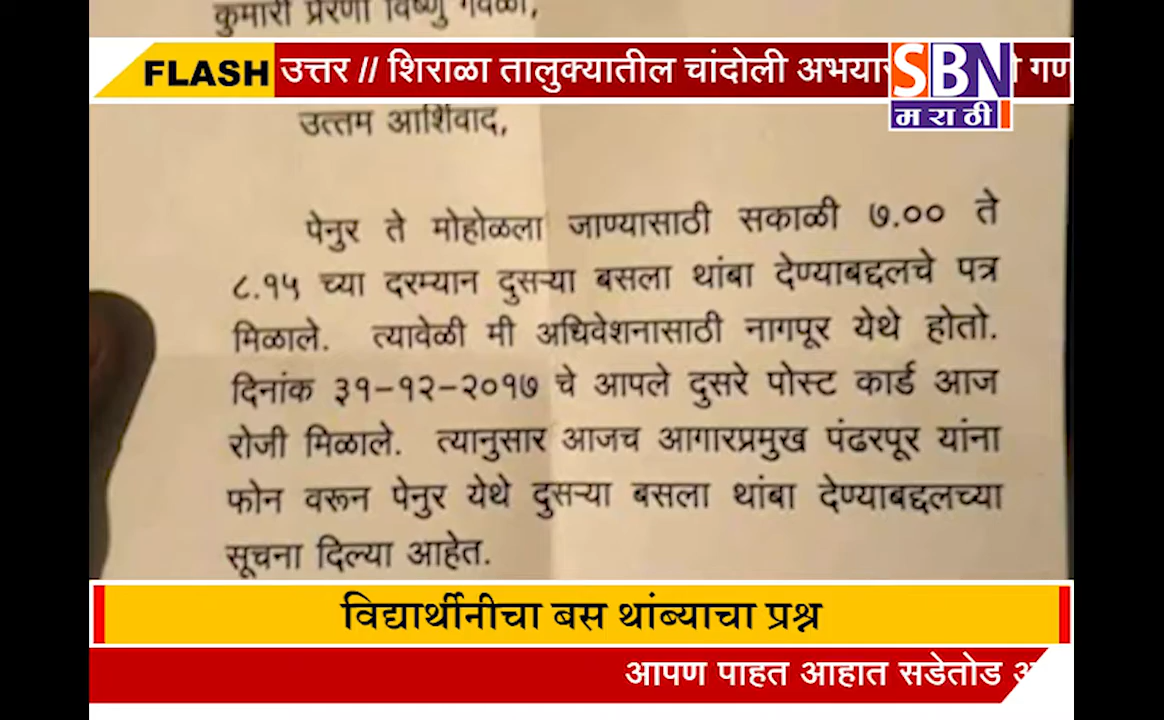 कुमारी प्रेरणा विष्णु गवळी,
FLASH उत्तर // शिराळा तालुक्यातील चांदोली
SBN
मराठी
उत्तम आर्शिवाद,
पेनुर ते मोहोळला जाण्यासाठी सकाळी ७.०० ते
८.१५ च्या दरम्यान दुसऱ्या बसला थांबा देण्याबद्दलचे पत्र
मिळाले. त्यावेळी मी अधिवेशनासाठी नागपूर येथे होतो.
दिनांक ३१-१२-२०१७ चे आपले दुसरे पोस्ट कार्ड आज
रोजी मिळाले. त्यानुसार आजच आगारप्रमुख पंढरपूर यांना
फोन वरून पेनुर येथे दुसऱ्या बसला थांबा देण्याबद्दलच्या
सूचना दिल्या आहेत.
विद्यार्थीनीचा बस थांब्याचा प्रश्न
आपण पाहत आहात सडेतोड